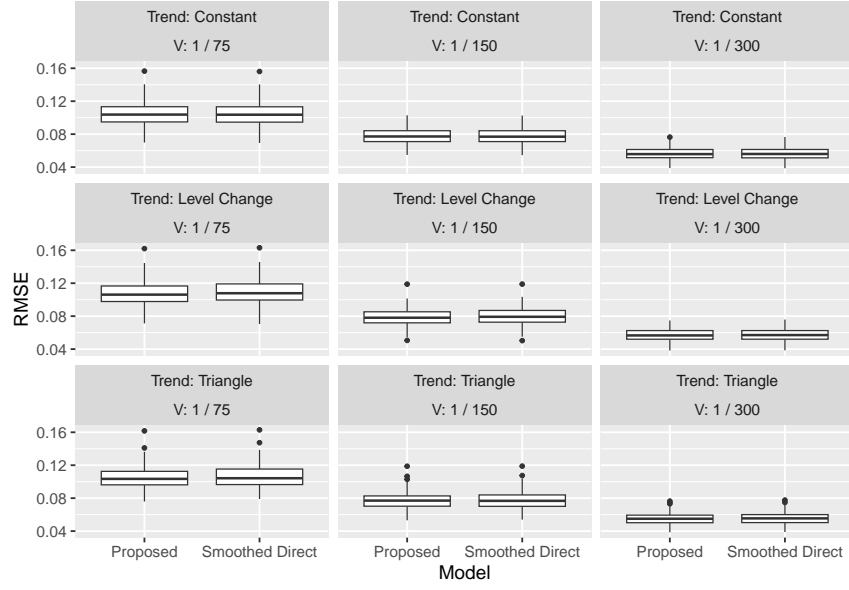 Trend: Constant
V: 1 / 75
Trend: Constant
V: 1 / 150
Trend: Constant
V: 1 / 300
0.16
0.12
0.08
0.04
Trend: Level Change
V: 1 / 75
Trend: Level Change
V: 1 / 150
Trend: Level Change
V: 1 / 300
0.16
0.12
0.08
0.04
RMSE
Trend: Triangle
V: 1 / 75
Trend: Triangle
V: 1 / 150
Trend: Triangle
V: 1 / 300
0.16
0.12
0.08
0.04
Proposed Smoothed Direct
Proposed Smoothed Direct
Proposed Smoothed Direct
Model